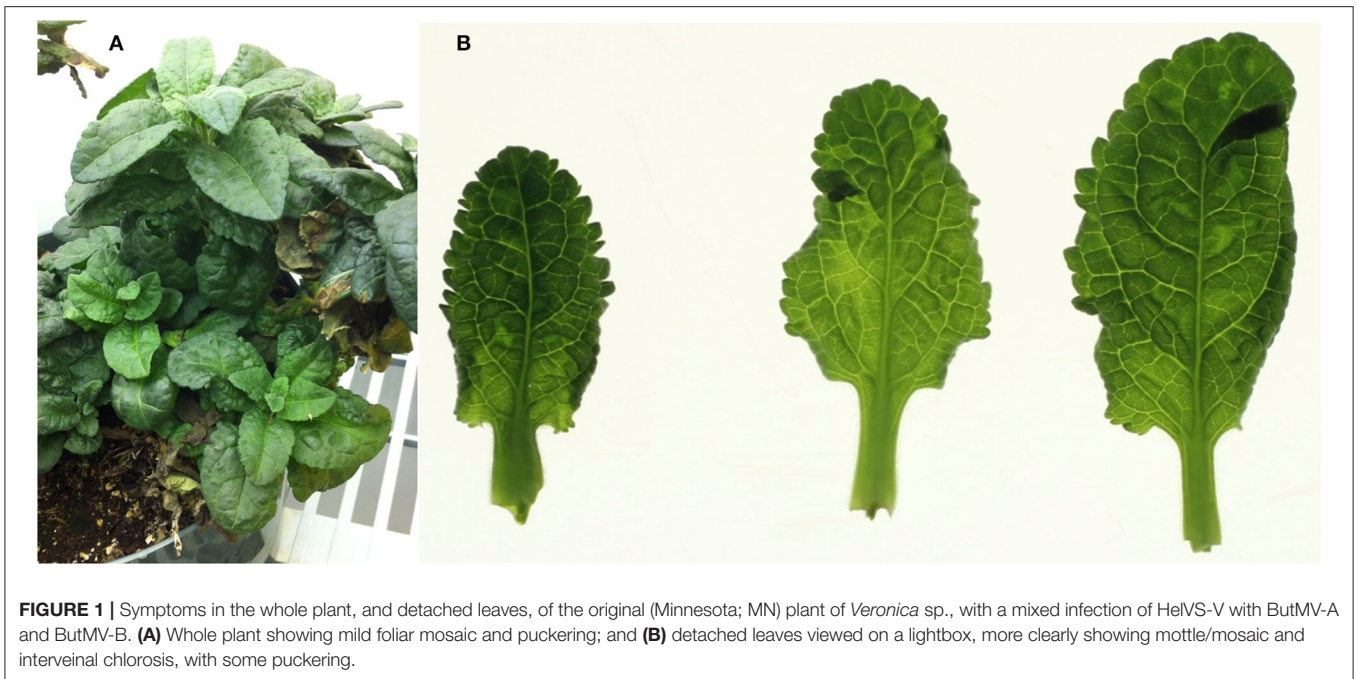 A
B
FIGURE 1 | Symptoms in the whole plant, and detached leaves, of the original (Minnesota; MN) plant of Veronica sp., with a mixed infection of HelVS-V with ButMV-A
and ButMV-B. (A) Whole plant showing mild foliar mosaic and puckering; and (B) detached leaves viewed on a lightbox, more clearly showing mottle/mosaic and
interveinal chlorosis, with some puckering.